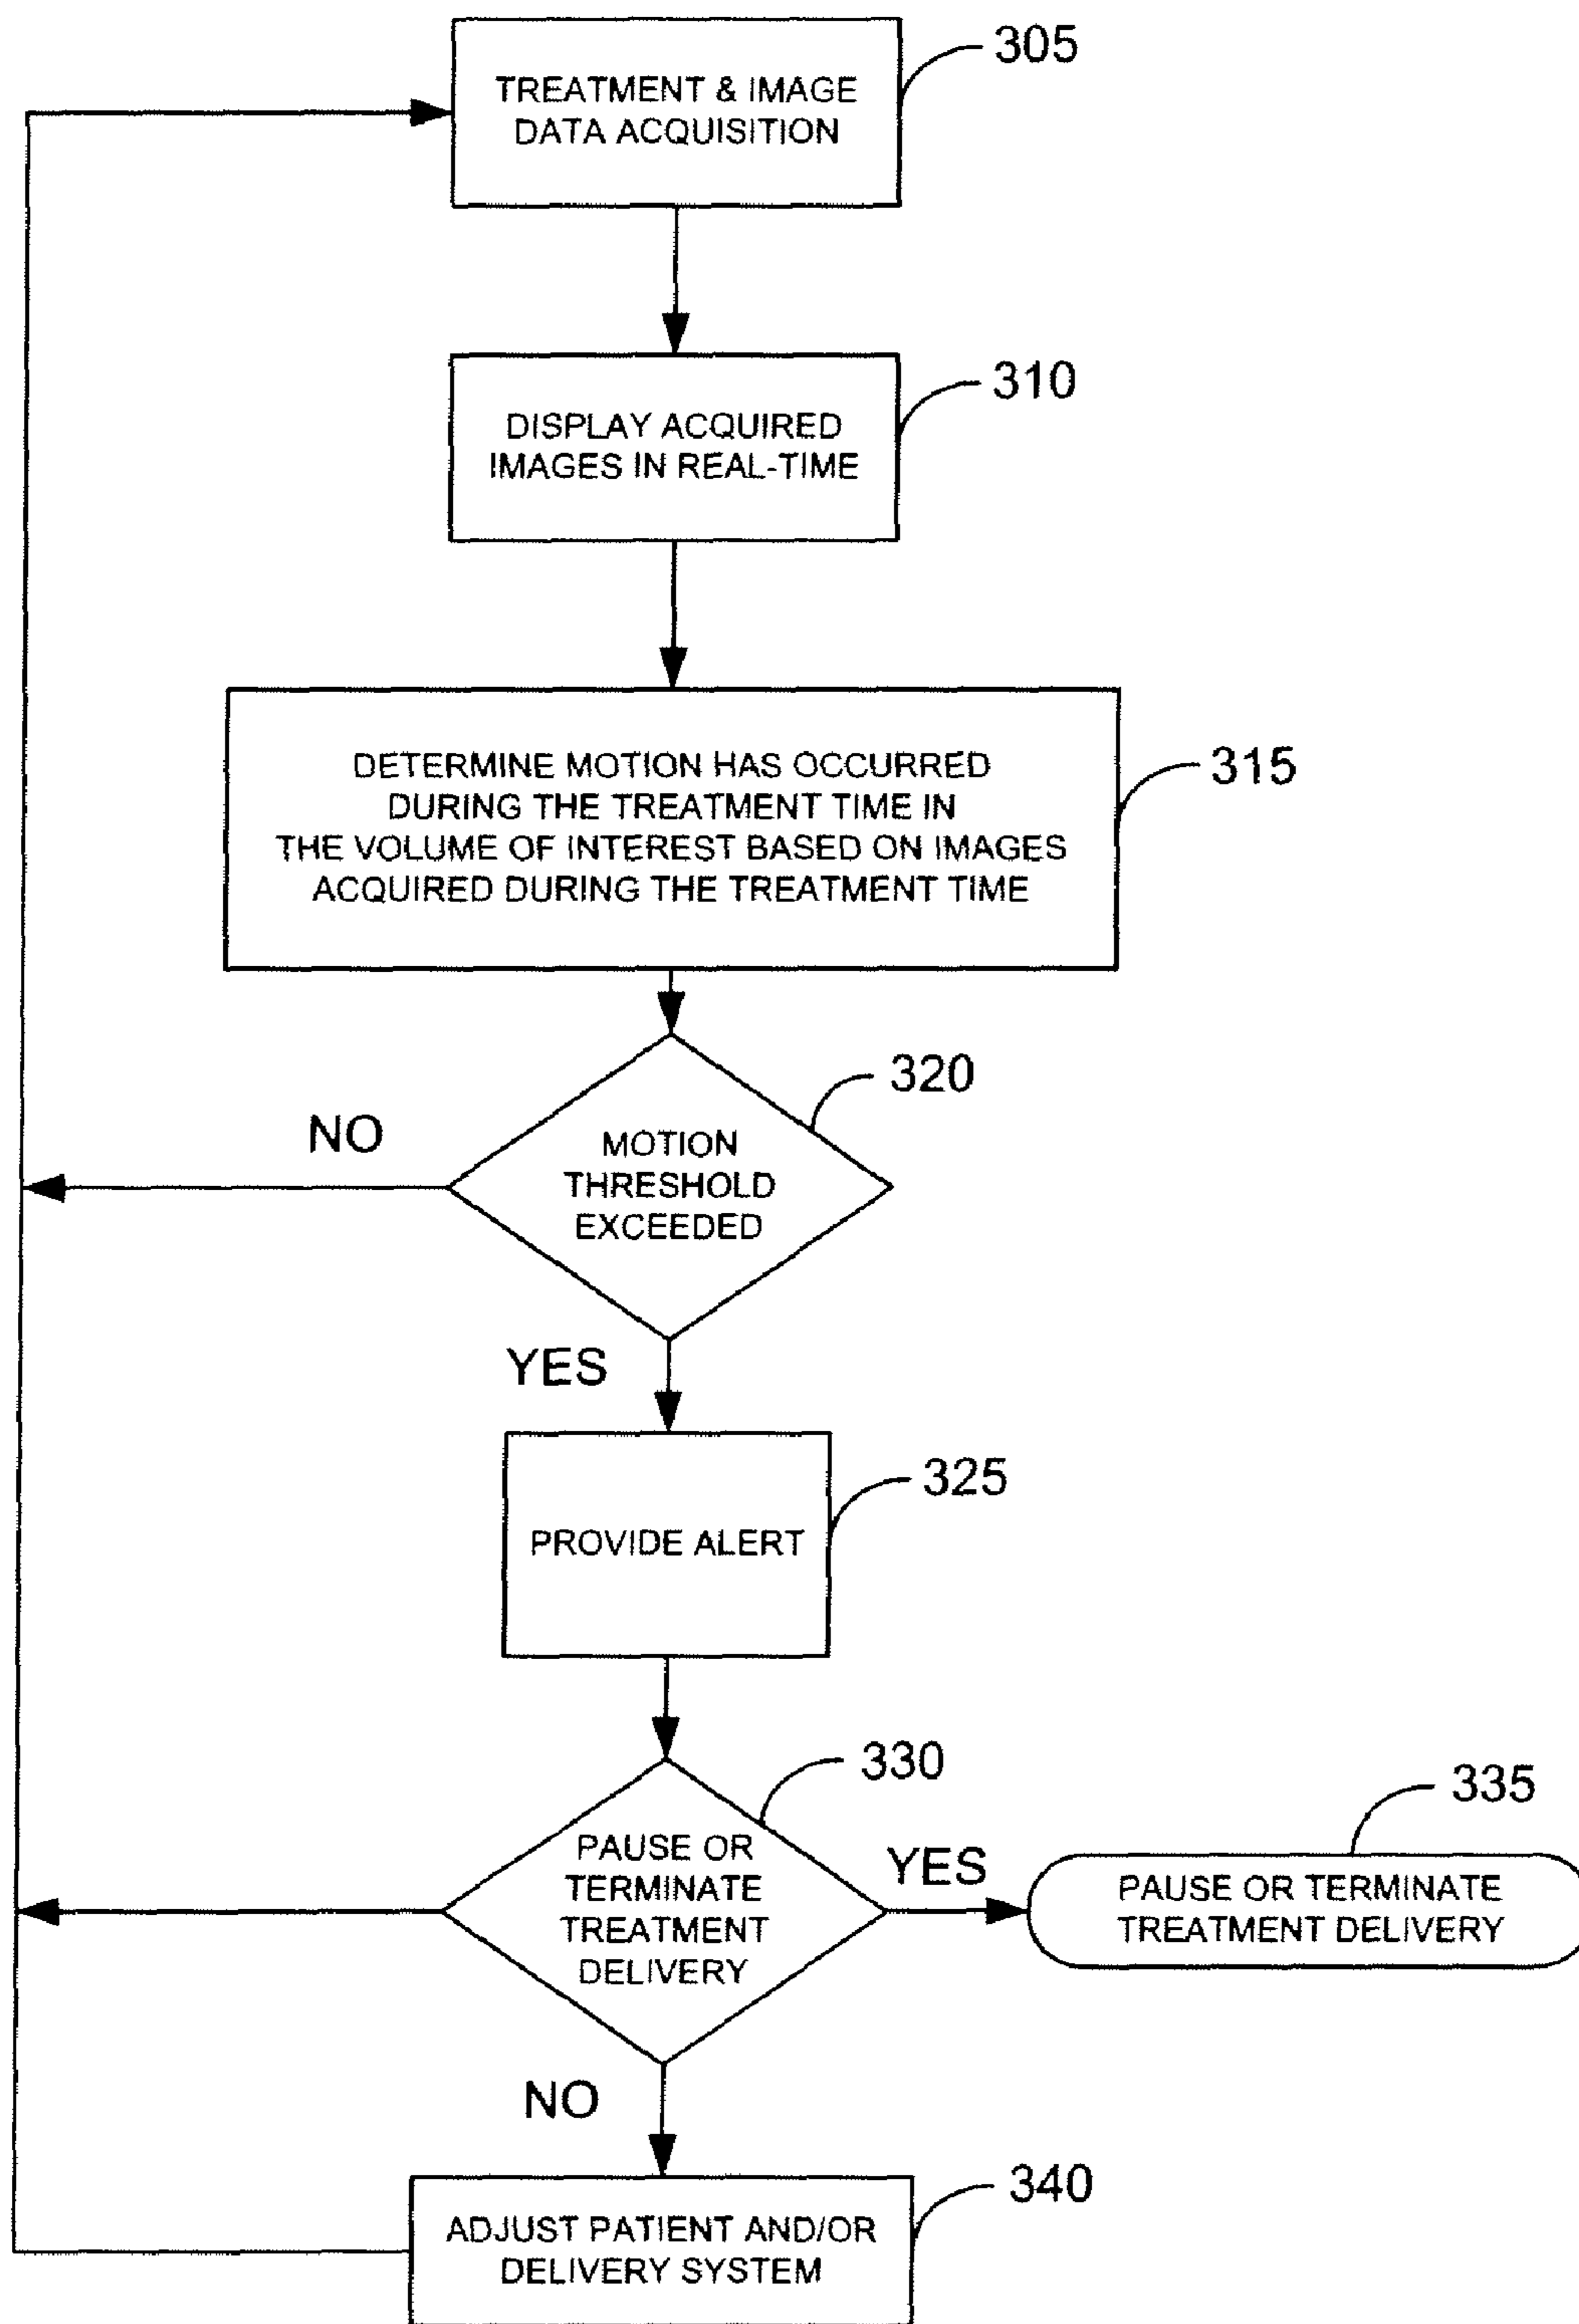 305
TREATMENT & IMAGE
DATA ACQUISITION
310
DISPLAY ACQUIRED
IMAGES IN REAL-TIME
315
DETERMINE MOTION HAS OCCURRED
DURING THE TREATMENT TIME IN
THE VOLUME OF INTEREST BASED ON IMAGES
ACQUIRED DURING THE TREATMENT TIME
320
NO
MOTION
THRESHOLD
EXCEEDED
YES
325
PROVIDE ALERT
330
335
PAUSE OR
TERMINATE
TREATMENT
DELIVERY
YES
PAUSE OR TERMINATE
TREATMENT DELIVERY
NO
340
ADJUST PATIENT AND/OR
DELIVERY SYSTEM